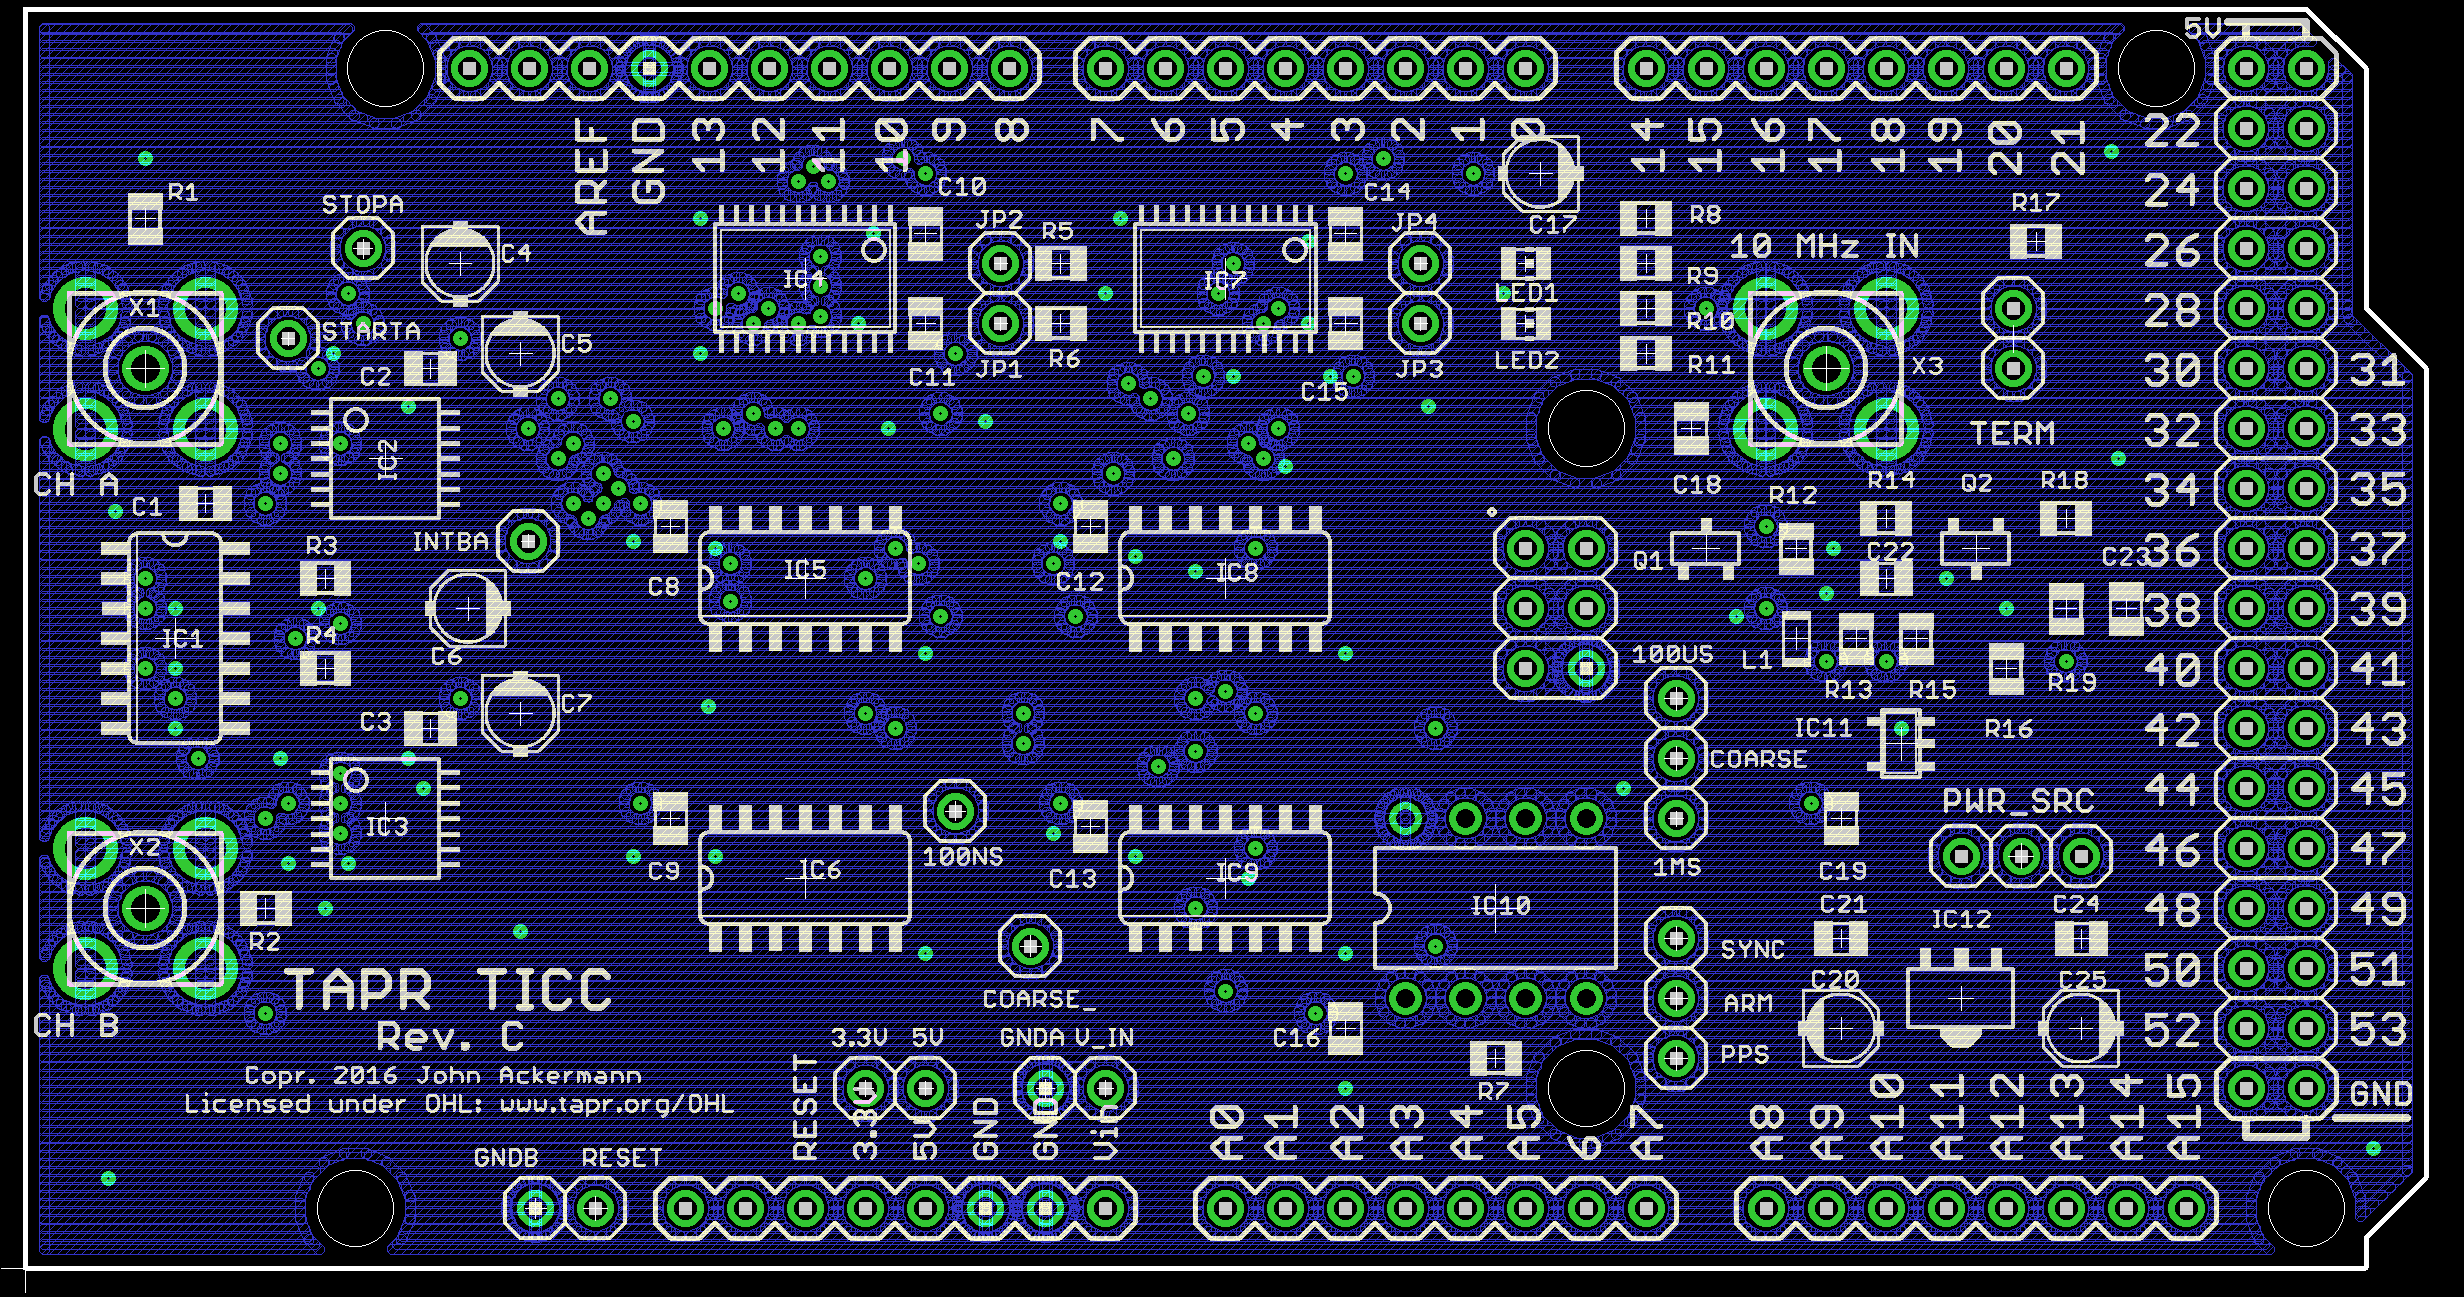 5V
AREF GND 13 12 11 10 9 8 7 6 5 4 3 2 1 0 14 15 16 17 18 19 20 21
22
24
26
28
30 31
32 33
34 35
36 37
38 39
40 41
42 43
44 45
46 47
48 49
50 51
52 53
GND
R1
STOPA
C4
X1
STARTA
C5
C2
IC2
CH A
C1
C10
IC4
JP2
R5
C11
JP1
R6
C14
IC7
JP4
C15
JP3
C17
LED1
LED2
R8
R9
R10
R11
10 MHz IN
R17
X3
TERM
C18
R12
R14
Q2
R18
Q1
C22
C23
L1
R13
R15
R19
R16
INTBA
R3
IC1
R4
C6
C7
C3
IC3
C8
IC5
C12
IC8
100US
COARSE
1MS
IC11
PWR_SRC
C19
X2
R2
CH B
C9
IC6
100NS
C13
IC9
IC10
COARSE_
C16
R7
SYNC
ARM
PPS
C21
IC12
C24
C20
C25
TAPR TICC
Rev. C
Copr. 2016 John Ackermann
Licensed under OHL: www.tapr.org/OHL
3.3V 5V GNDA V_IN
RESET 3.3V 5V GND GND Vin A0 A1 A2 A3 A4 A5 6 A7 A8 A9 A10 A11 A12 A13 A14 A15
GNDB RESET